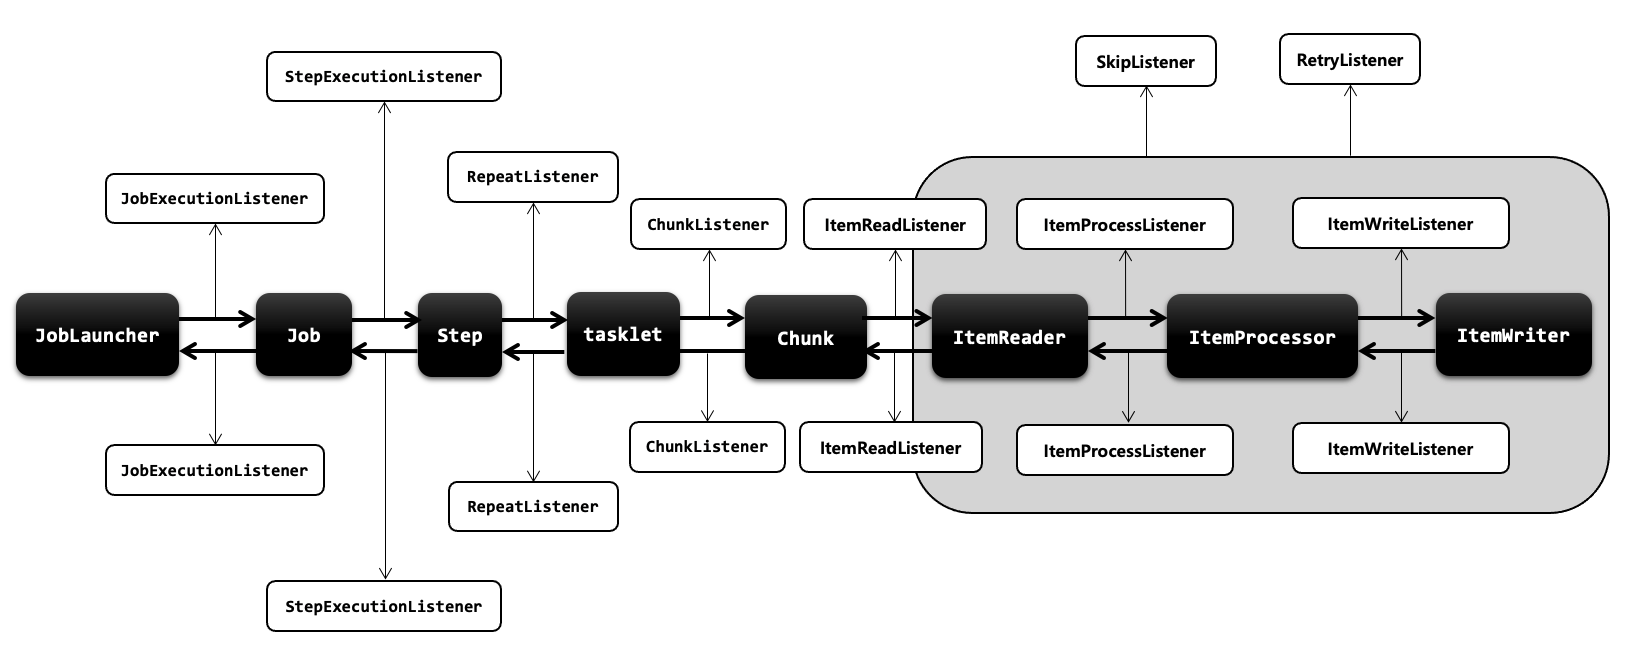 SkipListener
RetryListener
StepExecutionListener
RepeatListener
JobExecutionListener
ChunkListener
ItemReadListener
ItemProcessListener
ItemWriteListener
JobLauncher
Job
Step
tasklet
Chunk
ItemReader
ItemProcessor
ItemWriter
JobExecutionListener
ChunkListener
ItemReadListener
ItemProcessListener
ItemWriteListener
RepeatListener
StepExecutionListener